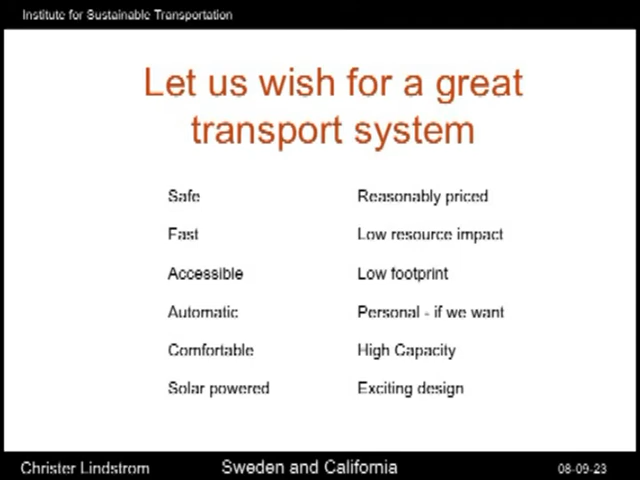 Institute for Sustainable Transportation
Let us wish for a great
transport system
Safe
Fast
Accessible
Automatic
Comfortable
Solar powered
Reasonably priced
Low resource impact
Low footprint
Personal - if we want
High Capacity
Exciting design
Christer Lindstrom
Sweden and California
08-09-23